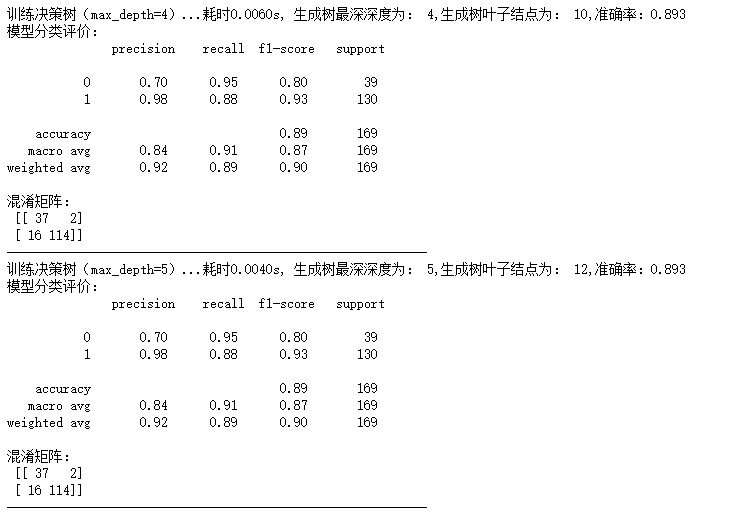 训练决策树（max_depth=4）...耗时0.0060s, 生成树最深深度为： 4,生成树叶子结点为： 10,准确率：0.893
模型分类评价：
precision recall f1-score support
0 0.70 0.95 0.80 39
1 0.98 0.88 0.93 130
accuracy 0.89 169
macro avg 0.84 0.91 0.87 169
weighted avg 0.92 0.89 0.90 169
混淆矩阵：
[[ 37 2]
[ 16 114]]
训练决策树（max_depth=5）...耗时0.0040s, 生成树最深深度为： 5,生成树叶子结点为： 12,准确率：0.893
模型分类评价：
precision recall f1-score support
0 0.70 0.95 0.80 39
1 0.98 0.88 0.93 130
accuracy 0.89 169
macro avg 0.84 0.91 0.87 169
weighted avg 0.92 0.89 0.90 169
混淆矩阵：
[[ 37 2]
[ 16 114]]